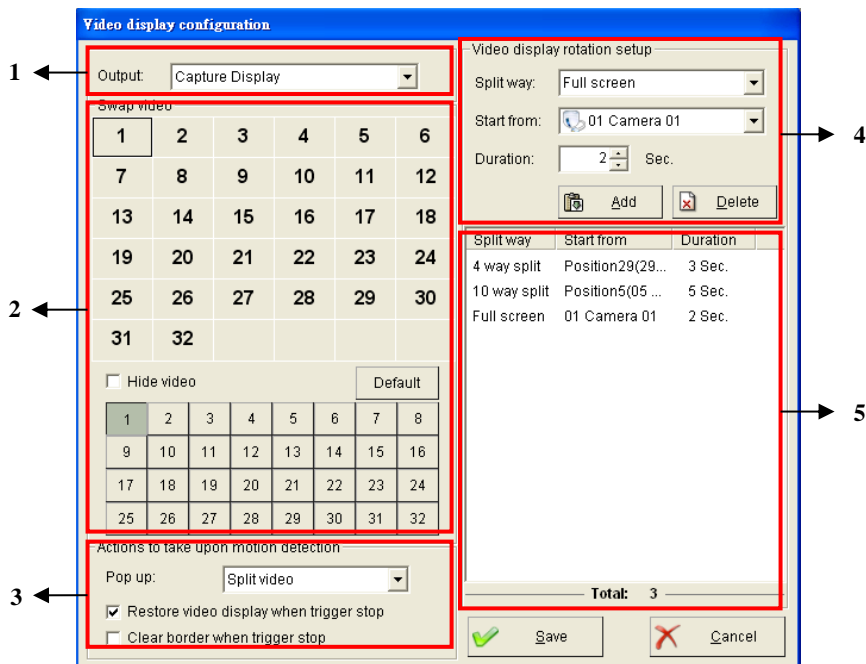 Video display configuration
1
Output: Capture Display
Swap video
1 2 3 4 5 6
7 8 9 10 11 12
13 14 15 16 17 18
19 20 21 22 23 24
25 26 27 28 29 30
31 32
2
Hide video Default
1 2 3 4 5 6 7 8
9 10 11 12 13 14 15 16
17 18 19 20 21 22 23 24
25 26 27 28 29 30 31 32
Actions to take upon motion detection
Pop up: Split video
3
Restore video display when trigger stop
Clear border when trigger stop
Video display rotation setup
Split way: Full screen
Start from: 01 Camera 01
4
Duration: 2 Sec.
Add Delete
Split way Start from Duration
4 way split Position29(29... 3 Sec.
10 way split Position5(05 ... 5 Sec.
Full screen 01 Camera 01 2 Sec.
5
Total: 3
Save Cancel